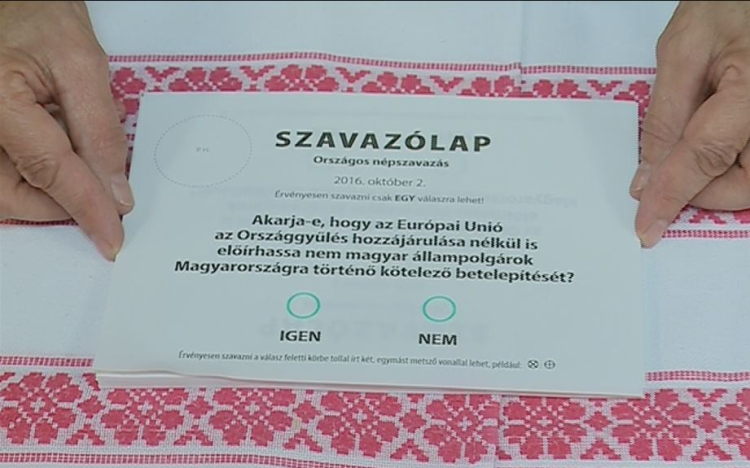 P. H.
SZAVAZÓLAP
Országos népszavazás
2016. október 2.
Érvényesen szavazni csak EGY válaszra lehet!
Akarja-e, hogy az Európai Unió
az Országgyűlés hozzájárulása nélkül is
előírhassa nem magyar állampolgárok
Magyarországra történő kötelező betelepítését?
IGEN NEM
Érvényesen szavazni a válasz feletti körbe tollal írt két, egymást metsző vonallal lehet, például: